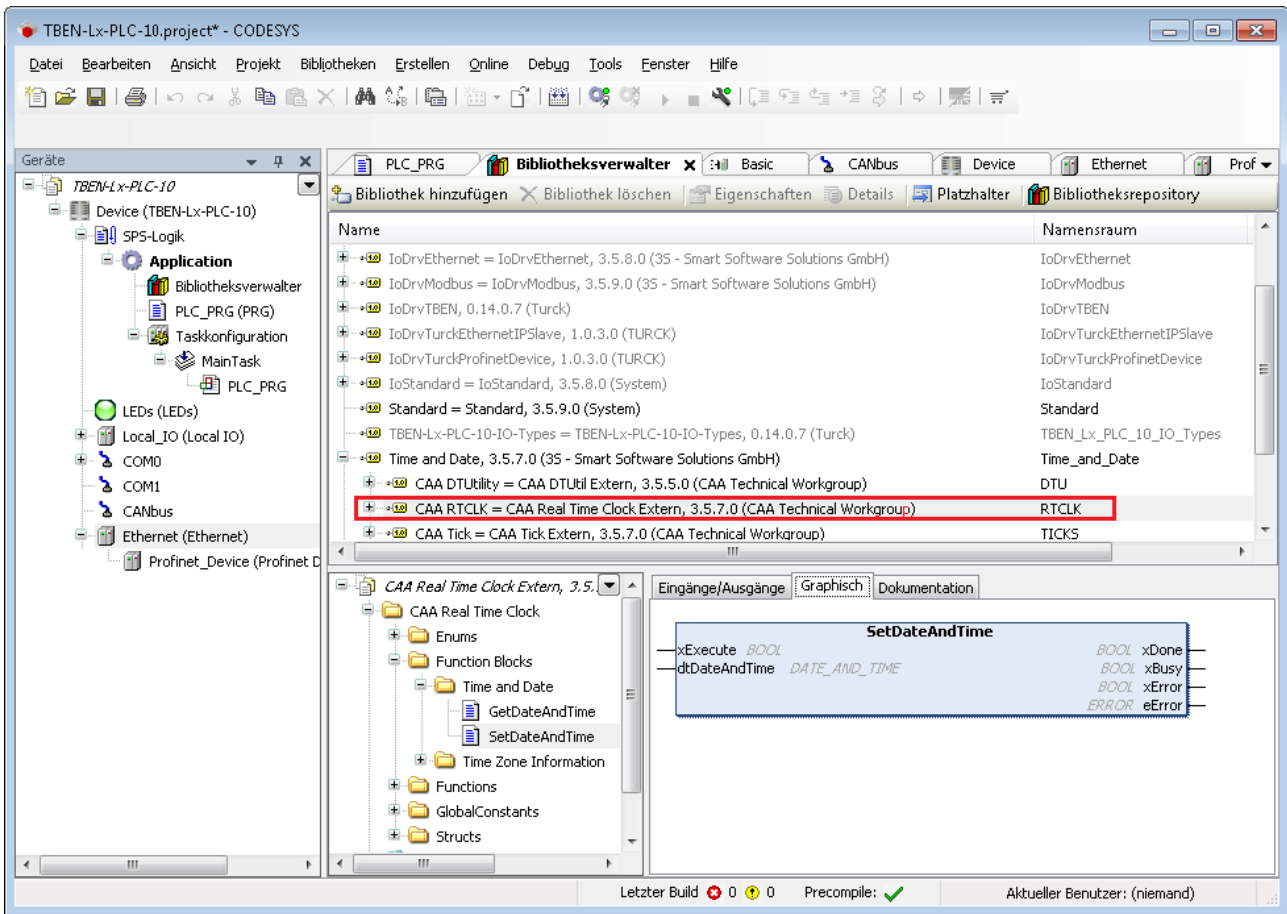 TBEN-Lx-PLC-10.project* - CODESYS
Datei Bearbeiten Ansicht Projekt Bibliotheken Erstellen Online Debug Tools Fenster Hilfe
Geräte
TBEN-Lx-PLC-10
Device (TBEN-Lx-PLC-10)
SPS-Logik
Application
Bibliotheksverwalter
PLC_PRG (PRG)
Taskkonfiguration
MainTask
PLC_PRG
LEDs (LEDs)
Local_IO (Local IO)
COM0
COM1
CANbus
Ethernet (Ethernet)
Profinet_Device (Profinet D
PLC_PRG Bibliotheksverwalter Basic CANbus Device Ethernet Prof
Bibliothek hinzufügen Bibliothek löschen Eigenschaften Details Platzhalter Bibliotheksrepository
Name Namensraum
IoDrvEthernet = IoDrvEthernet, 3.5.8.0 (3S - Smart Software Solutions GmbH) IoDrvEthernet
IoDrvModbus = IoDrvModbus, 3.5.9.0 (3S - Smart Software Solutions GmbH) IoDrvModbus
IoDrvTBEN, 0.14.0.7 (Turck) IoDrvTBEN
IoDrvTurckEthernetIPSlave, 1.0.3.0 (TURCK) IoDrvTurckEthernetIPSlave
IoDrvTurckProfinetDevice, 1.0.3.0 (TURCK) IoDrvTurckProfinetDevice
IoStandard = IoStandard, 3.5.8.0 (System) IoStandard
Standard = Standard, 3.5.9.0 (System) Standard
TBEN-Lx-PLC-10-IO-Types = TBEN-Lx-PLC-10-IO-Types, 0.14.0.7 (Turck) TBEN_Lx_PLC_10_IO_Types
Time and Date, 3.5.7.0 (3S - Smart Software Solutions GmbH) Time_and_Date
CAA DTUtility = CAA DTUtil Extern, 3.5.5.0 (CAA Technical Workgroup) DTU
CAA RTCLK = CAA Real Time Clock Extern, 3.5.7.0 (CAA Technical Workgroup) RTCLK
CAA Tick = CAA Tick Extern, 3.5.7.0 (CAA Technical Workgroup) TICKS
CAA Real Time Clock Extern, 3.5.
CAA Real Time Clock
Enums
Function Blocks
Time and Date
GetDateAndTime
SetDateAndTime
Time Zone Information
Functions
GlobalConstants
Structs
Eingänge/Ausgänge Graphisch Dokumentation
SetDateAndTime
xExecute BOOL BOOL xDone
dtDateAndTime DATE_AND_TIME BOOL xBusy
BOOL xError
ERROR eError
Letzter Build 0 0 Precompile: Aktueller Benutzer: (niemand)